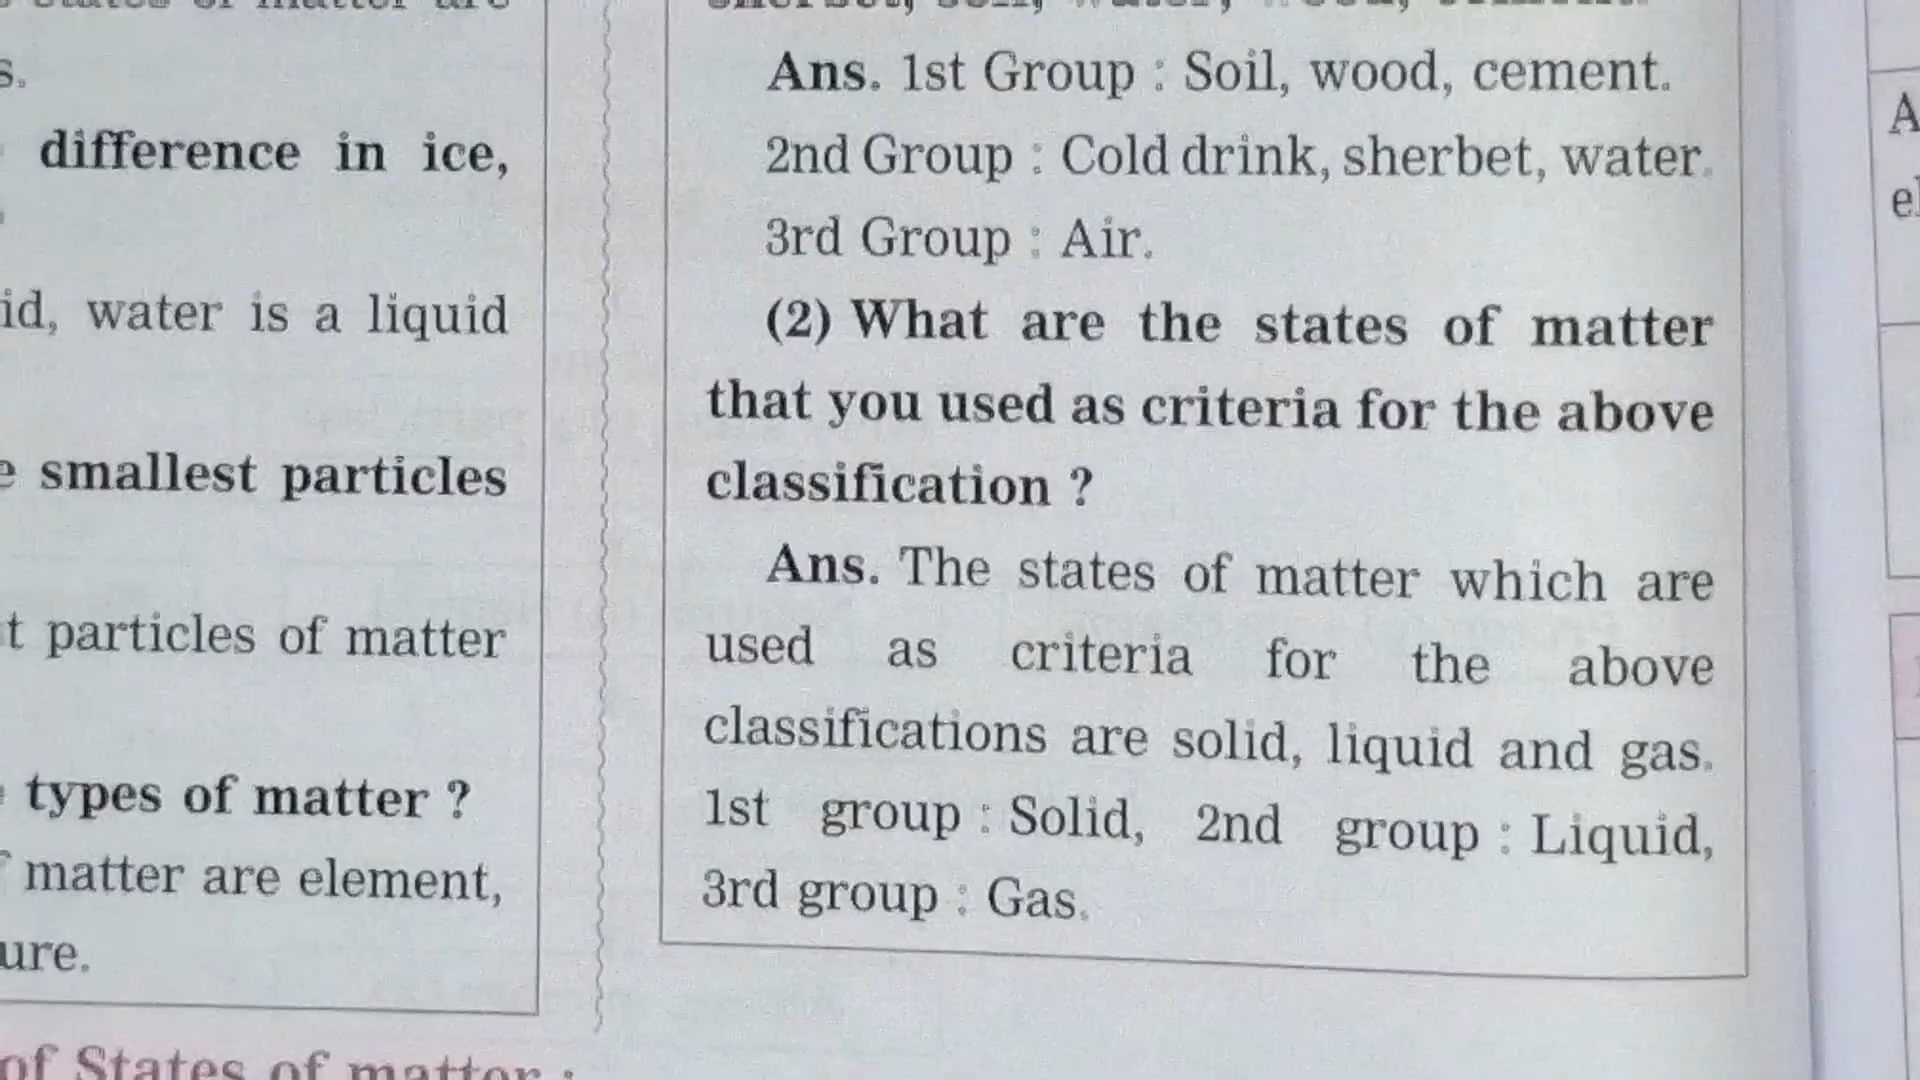 s.
difference in ice,
id, water is a liquid
smallest particles
t particles of matter
types of matter ?
matter are element,
ure.
of States of matter :
Ans. 1st Group : Soil, wood, cement.
2nd Group : Cold drink, sherbet, water.
3rd Group : Air.
(2) What are the states of matter
that you used as criteria for the above
classification ?
Ans. The states of matter which are
used as criteria for the above
classifications are solid, liquid and gas.
1st group : Solid, 2nd group : Liquid,
3rd group : Gas.